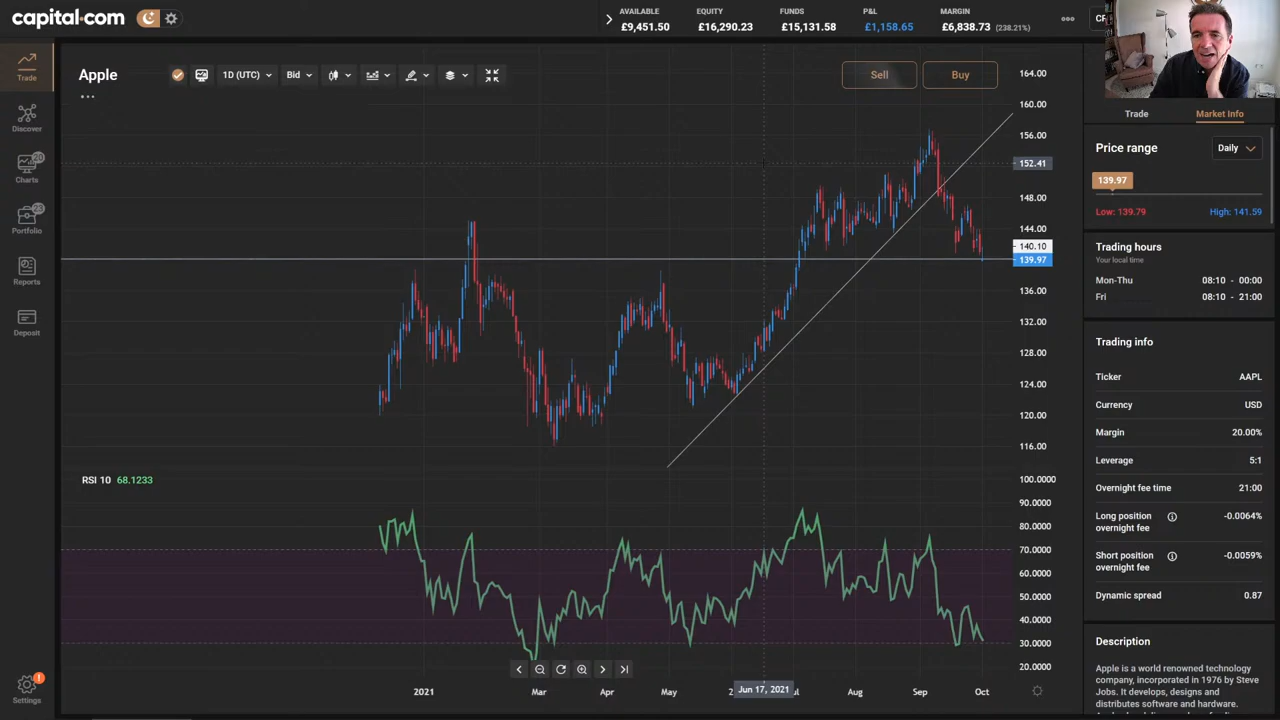 capital.com
AVAILABLE EQUITY FUNDS P&L MARGIN
£9,451.50 £16,290.23 £15,131.58 £1,158.65 £6,838.73 (238.21%)
Trade
Discover
Charts 20
Portfolio 23
Reports
Deposit
Settings !
Apple
1D (UTC) Bid
Sell Buy
164.00
160.00
156.00
152.41
148.00
144.00
140.10
139.97
136.00
132.00
128.00
124.00
120.00
116.00
RSI 10 68.1233
100.0000
90.0000
80.0000
70.0000
60.0000
50.0000
40.0000
30.0000
20.0000
2021 Mar Apr May Jun 17, 2021 Aug Sep Oct
Trade Market Info
Price range Daily
139.97
Low: 139.79 High: 141.59
Trading hours
Your local time
Mon-Thu 08:10 - 00:00
Fri 08:10 - 21:00
Trading info
Ticker AAPL
Currency USD
Margin 20.00%
Leverage 5:1
Overnight fee time 21:00
Long position overnight fee -0.0064%
Short position overnight fee -0.0059%
Dynamic spread 0.87
Description
Apple is a world renowned technology
company, incorporated in 1976 by Steve
Jobs. It develops, designs and
distributes software and hardware.